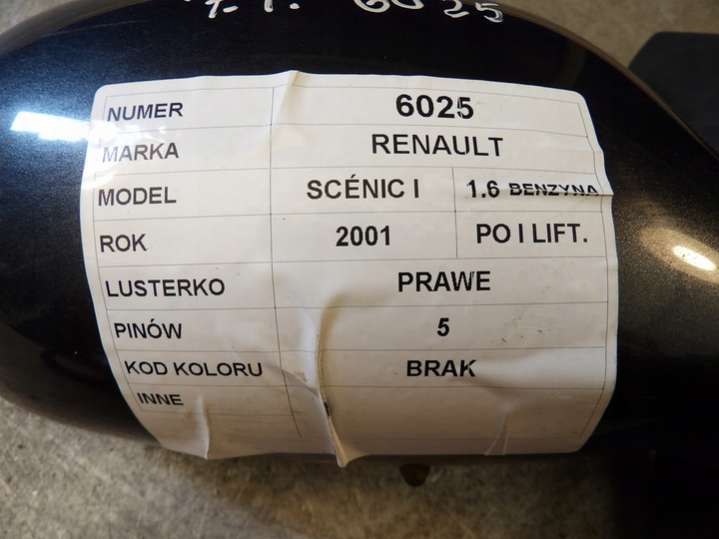 6025
NUMER 6025
MARKA RENAULT
MODEL SCÉNIC I 1.6 BENZYNA
ROK 2001 PO I LIFT.
LUSTERKO PRAWE
PINÓW 5
KOD KOLORU BRAK
INNE